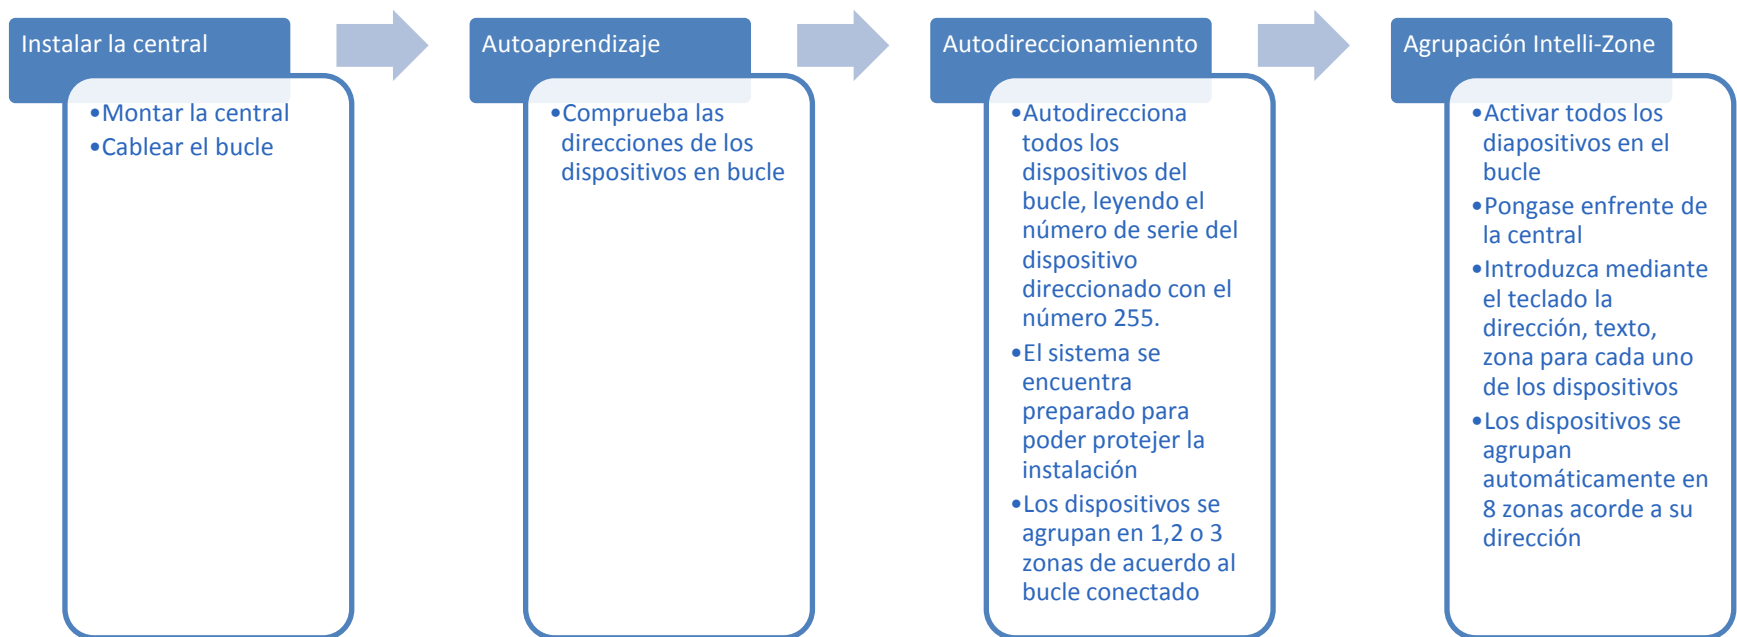 Instalar la central
•Montar la central
•Cablear el bucle
Autoaprendizaje
•Comprueba las
direcciones de los
dispositivos en bucle
Autodireccionamiennto
•Autodirecciona
todos los
dispositivos del
bucle, leyendo el
número de serie del
dispositivo
direccionado con el
número 255.
•El sistema se
encuentra
preparado para
poder protejer la
instalación
•Los dispositivos se
agrupan en 1,2 o 3
zonas de acuerdo al
bucle conectado
Agrupación Intelli-Zone
•Activar todos los
diapositivos en el
bucle
•Pongase enfrente de
la central
•Introduzca mediante
el teclado la
dirección, texto,
zona para cada uno
de los dispositivos
•Los dispositivos se
agrupan
automáticamente en
8 zonas acorde a su
dirección